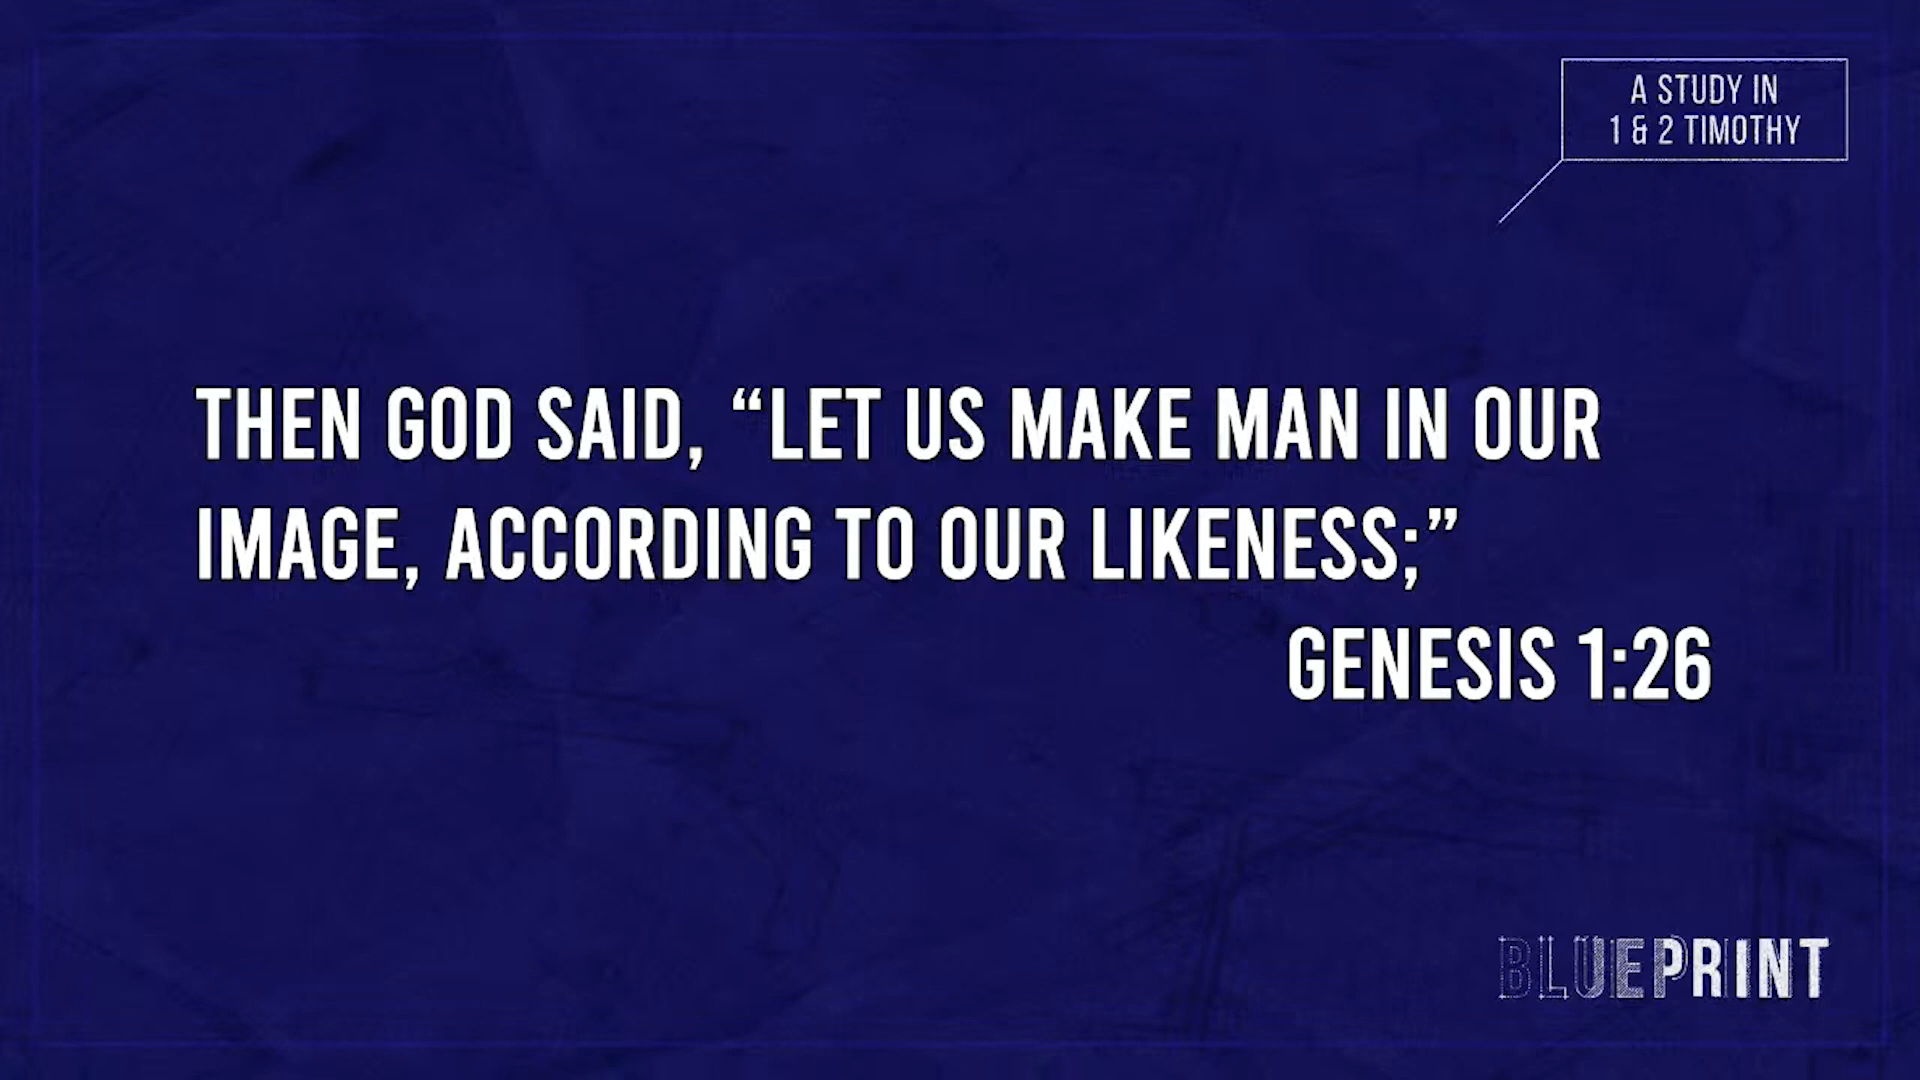 A STUDY IN
1 & 2 TIMOTHY
THEN GOD SAID, “LET US MAKE MAN IN OUR
IMAGE, ACCORDING TO OUR LIKENESS;”
GENESIS 1:26
BLUEPRINT